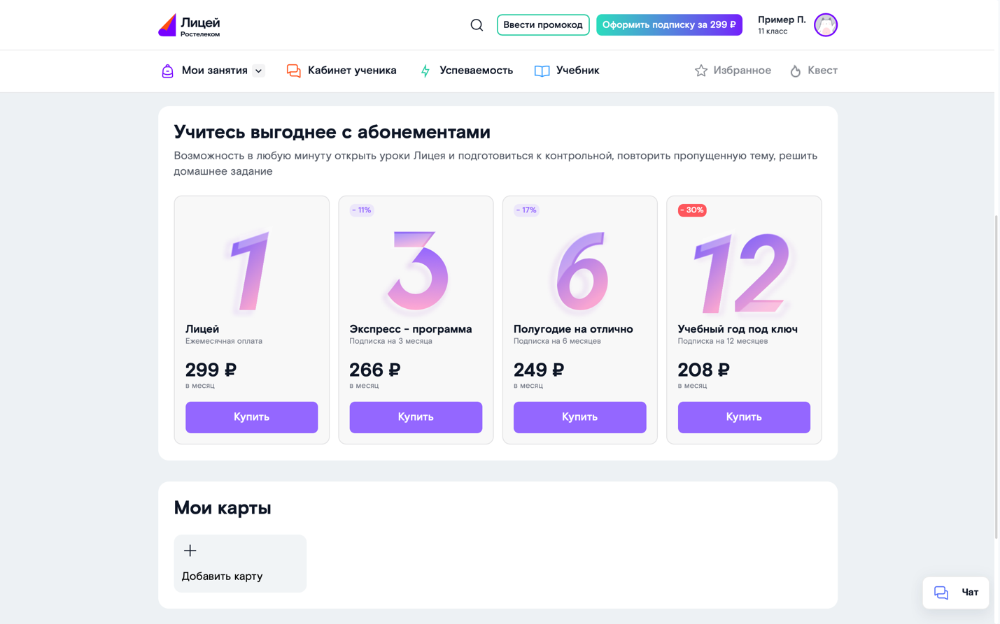 Лицей
Ростелеком
Ввести промокод
Оформить подписку за 299 ₽
Пример П.
11 класс
Мои занятия
Кабинет ученика
Успеваемость
Учебник
Избранное
Квест
Учитесь выгоднее с абонементами
Возможность в любую минуту открыть уроки Лицея и подготовиться к контрольной, повторить пропущенную тему, решить
домашнее задание
1
Лицей
Ежемесячная оплата
299 ₽
в месяц
Купить
- 11%
3
Экспресс - программа
Подписка на 3 месяца
266 ₽
в месяц
Купить
- 17%
6
Полугодие на отлично
Подписка на 6 месяцев
249 ₽
в месяц
Купить
- 30%
12
Учебный год под ключ
Подписка на 12 месяцев
208 ₽
в месяц
Купить
Мои карты
Добавить карту
Чат